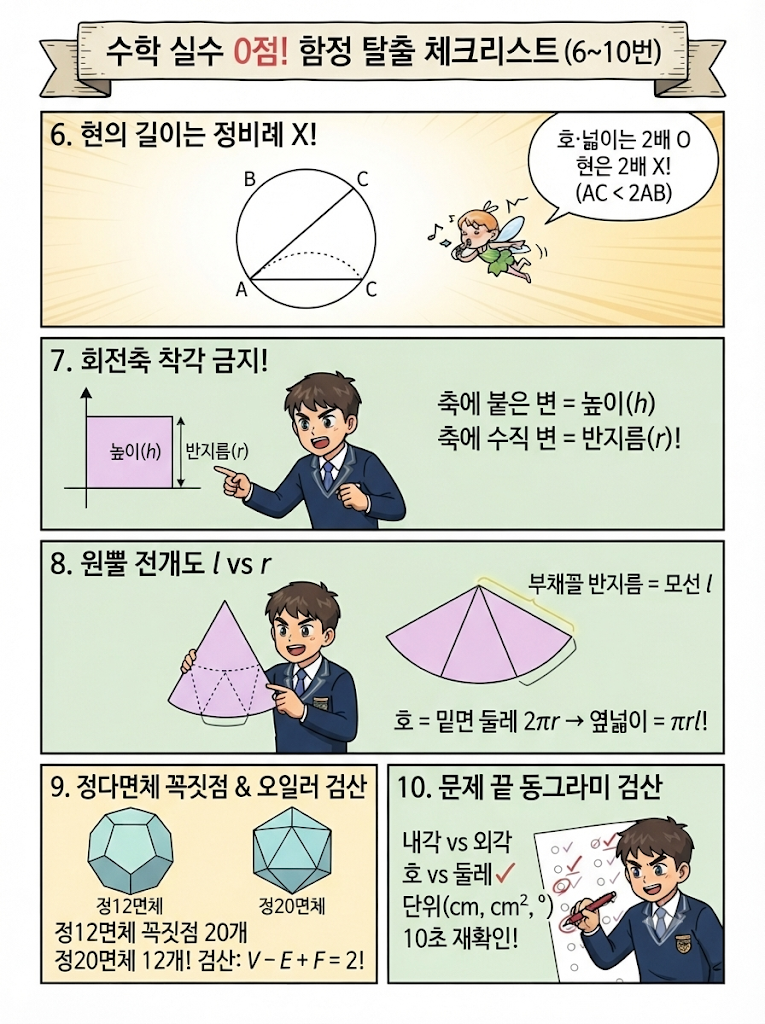 수학 실수 0점! 함정 탈출 체크리스트 (6~10번)
6. 현의 길이는 정비례 X!
호·넓이는 2배 O
현은 2배 X!
(AC < 2AB)
B
C
A
C
7. 회전축 착각 금지!
높이(h)
반지름(r)
축에 붙은 변 = 높이(h)
축에 수직 변 = 반지름(r)!
8. 원뿔 전개도 l vs r
부채꼴 반지름 = 모선 l
호 = 밑면 둘레 2πr → 옆넓이 = πrl!
9. 정다면체 꼭짓점 & 오일러 검산
정12면체
정20면체
정12면체 꼭짓점 20개
정20면체 12개! 검산: V – E + F = 2!
10. 문제 끝 동그라미 검산
내각 vs 외각
호 vs 둘레✓
단위(cm, cm², °)
10초 재확인!